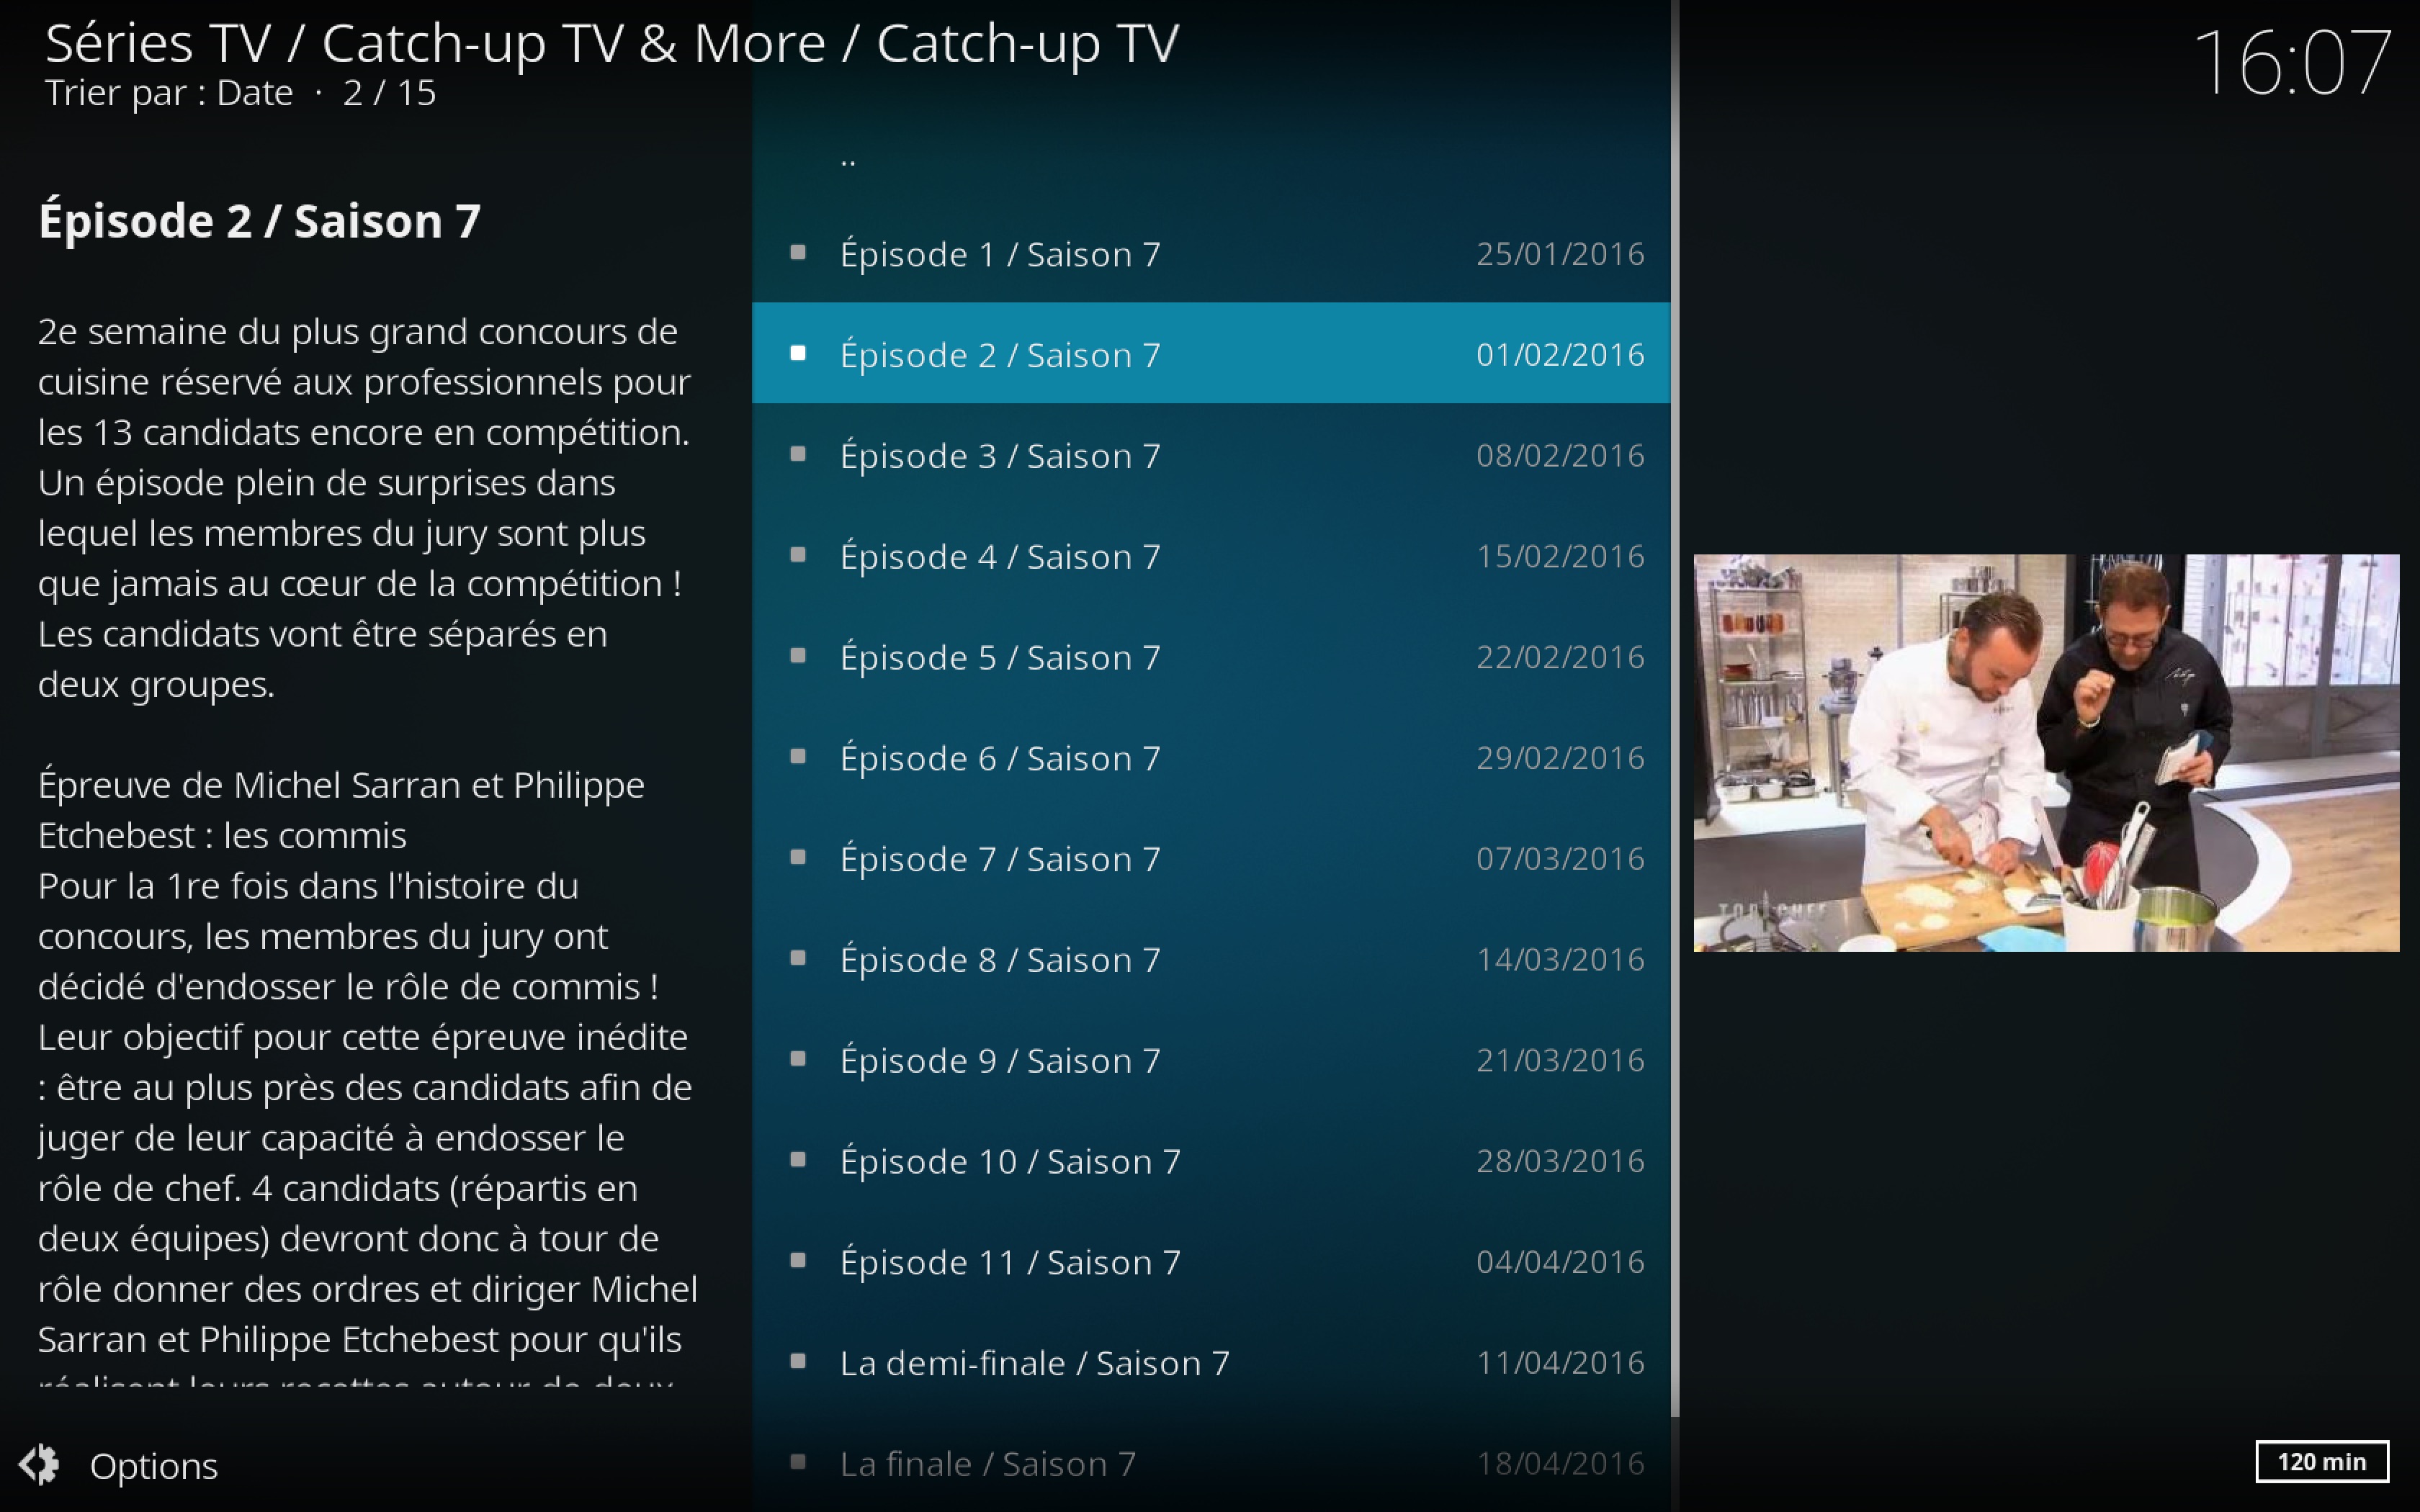 Séries TV / Catch-up TV & More / Catch-up TV
Trier par : Date · 2 / 15
16:07
Épisode 2 / Saison 7
2e semaine du plus grand concours de
cuisine réservé aux professionnels pour
les 13 candidats encore en compétition.
Un épisode plein de surprises dans
lequel les membres du jury sont plus
que jamais au cœur de la compétition !
Les candidats vont être séparés en
deux groupes.
Épreuve de Michel Sarran et Philippe
Etchebest : les commis
Pour la 1re fois dans l'histoire du
concours, les membres du jury ont
décidé d'endosser le rôle de commis !
Leur objectif pour cette épreuve inédite
: être au plus près des candidats afin de
juger de leur capacité à endosser le
rôle de chef. 4 candidats (répartis en
deux équipes) devront donc à tour de
rôle donner des ordres et diriger Michel
Sarran et Philippe Etchebest pour qu'ils
réalisent leurs recettes autour de deux
Options
..
Épisode 1 / Saison 7 25/01/2016
Épisode 2 / Saison 7 01/02/2016
Épisode 3 / Saison 7 08/02/2016
Épisode 4 / Saison 7 15/02/2016
Épisode 5 / Saison 7 22/02/2016
Épisode 6 / Saison 7 29/02/2016
Épisode 7 / Saison 7 07/03/2016
Épisode 8 / Saison 7 14/03/2016
Épisode 9 / Saison 7 21/03/2016
Épisode 10 / Saison 7 28/03/2016
Épisode 11 / Saison 7 04/04/2016
La demi-finale / Saison 7 11/04/2016
La finale / Saison 7 18/04/2016
TOP CHEF
120 min